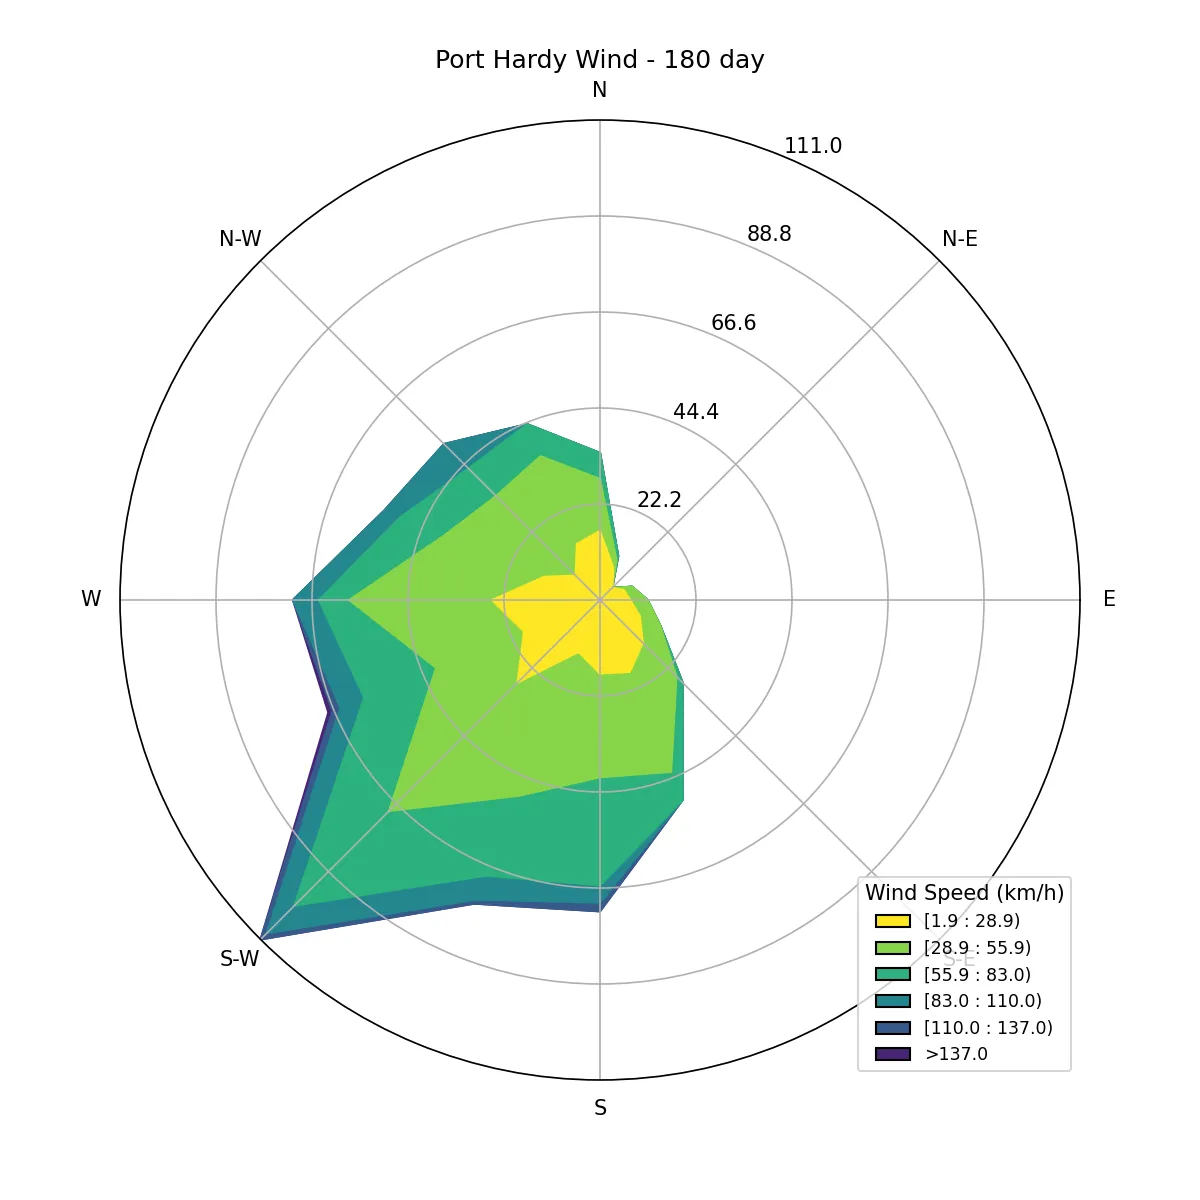 Port Hardy Wind - 180 day
N
111.0
N-W
88.8
N-E
66.6
44.4
22.2
W
E
S-W
S-E
Wind Speed (km/h)
[1.9 : 28.9)
[28.9 : 55.9)
[55.9 : 83.0)
[83.0 : 110.0)
[110.0 : 137.0)
>137.0
S